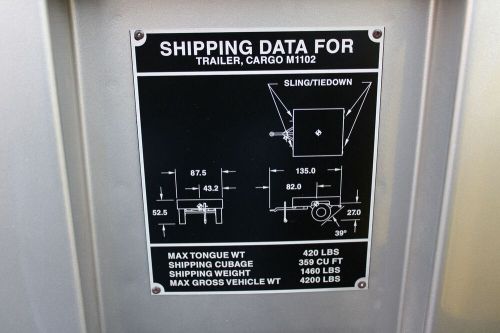 SHIPPING DATA FOR
TRAILER, CARGO M1102
SLING/TIEDOWN
87.5
135.0
43.2
82.0
52.5
27.0
39°
MAX TONGUE WT 420 LBS
SHIPPING CUBAGE 359 CU FT
SHIPPING WEIGHT 1460 LBS
MAX GROSS VEHICLE WT 4200 LBS